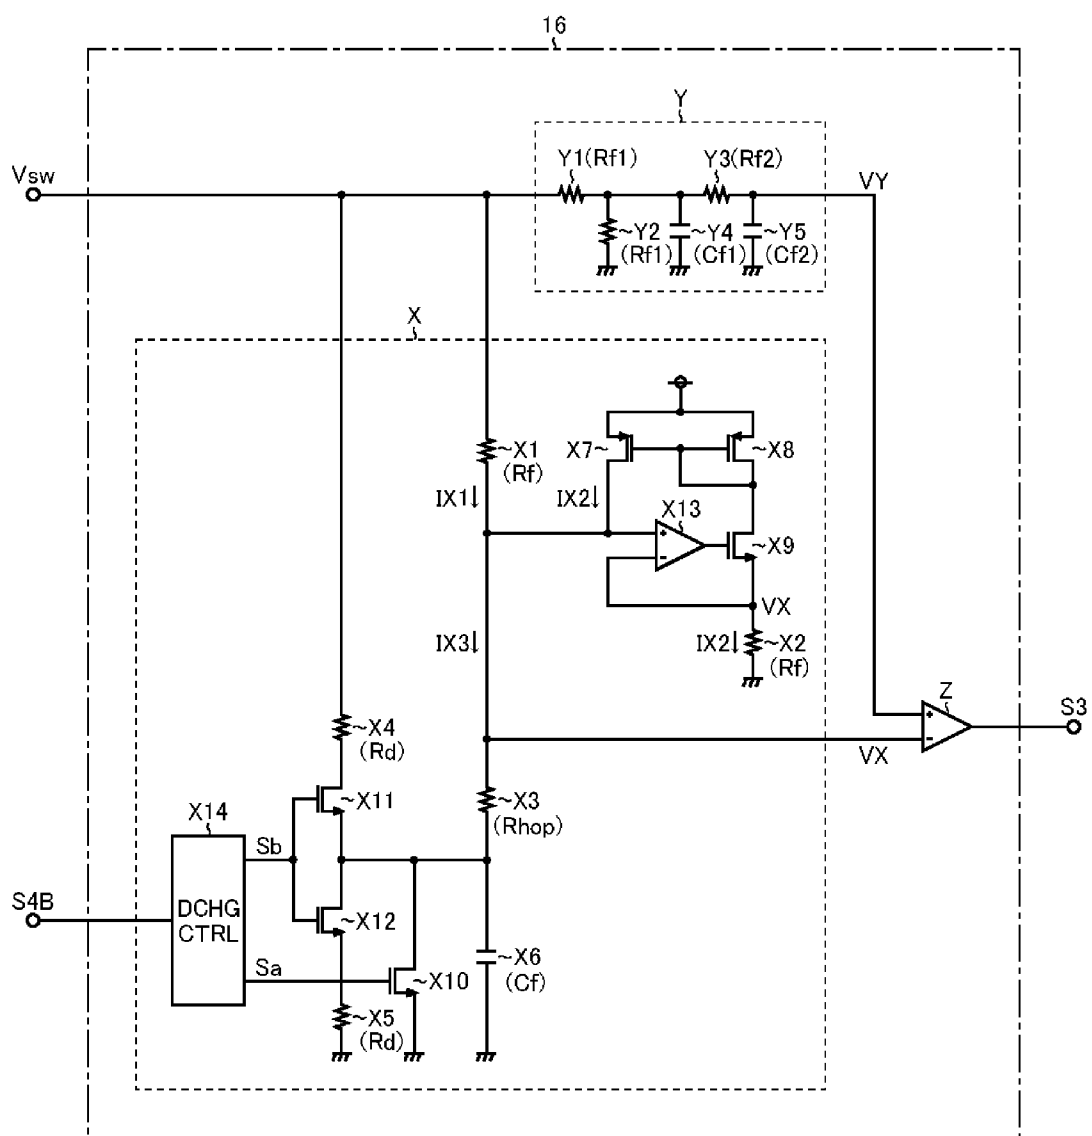 16
Y
Vsw
Y1(Rf1)
Y3(Rf2)
VY
~Y2
(Rf1)
~Y4
(Cf1)
~Y5
(Cf2)
X
~X1
(Rf)
X7~
~X8
IX1↓
IX2↓
X13
~X9
VX
IX3↓
IX2↓
~X2
(Rf)
Z
S3
~X4
(Rd)
VX
X14
~X11
~X3
(Rhop)
Sb
S4B
DCHG
CTRL
~X12
Sa
~X10
~X6
(Cf)
~X5
(Rd)